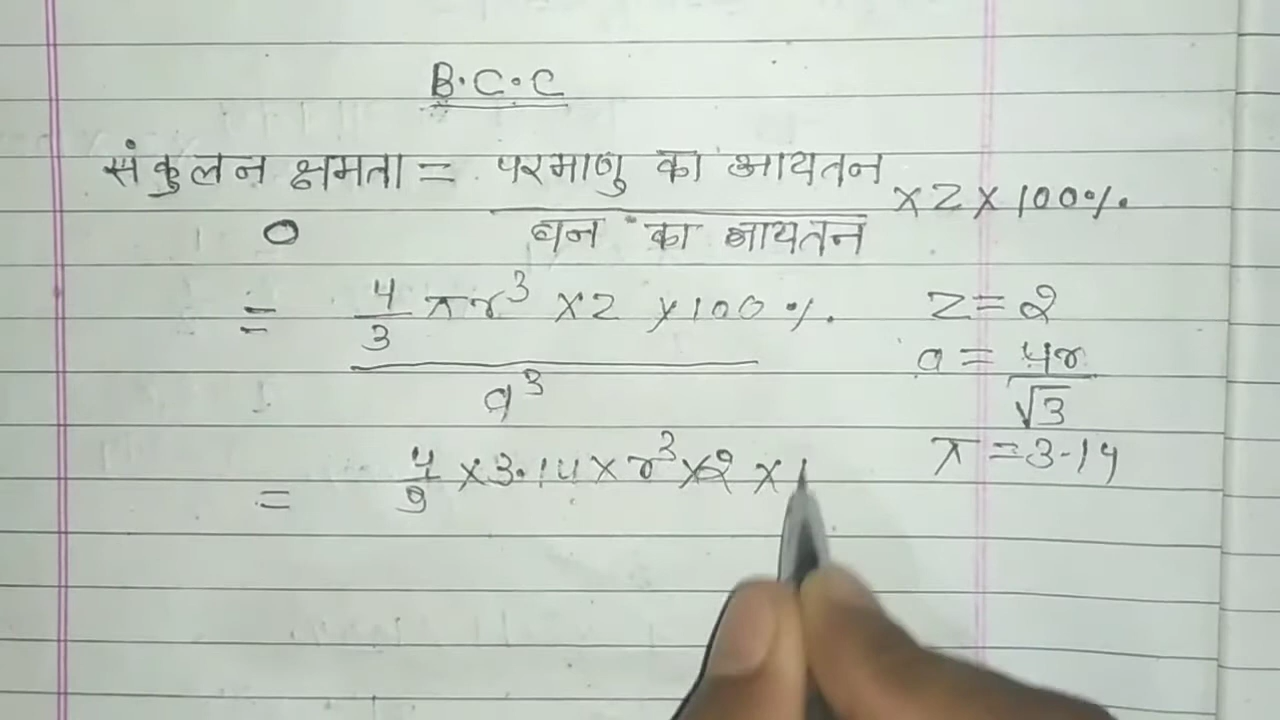 B.C.C
संकुलन क्षमता = परमाणु का आयतन / घन का आयतन × Z × 100%
= 4/3 πr³ × Z × 100% / a³
Z = 2
a = 4r/√3
π = 3.14
= 4/9 × 3.14 × r³ × 2 × 1